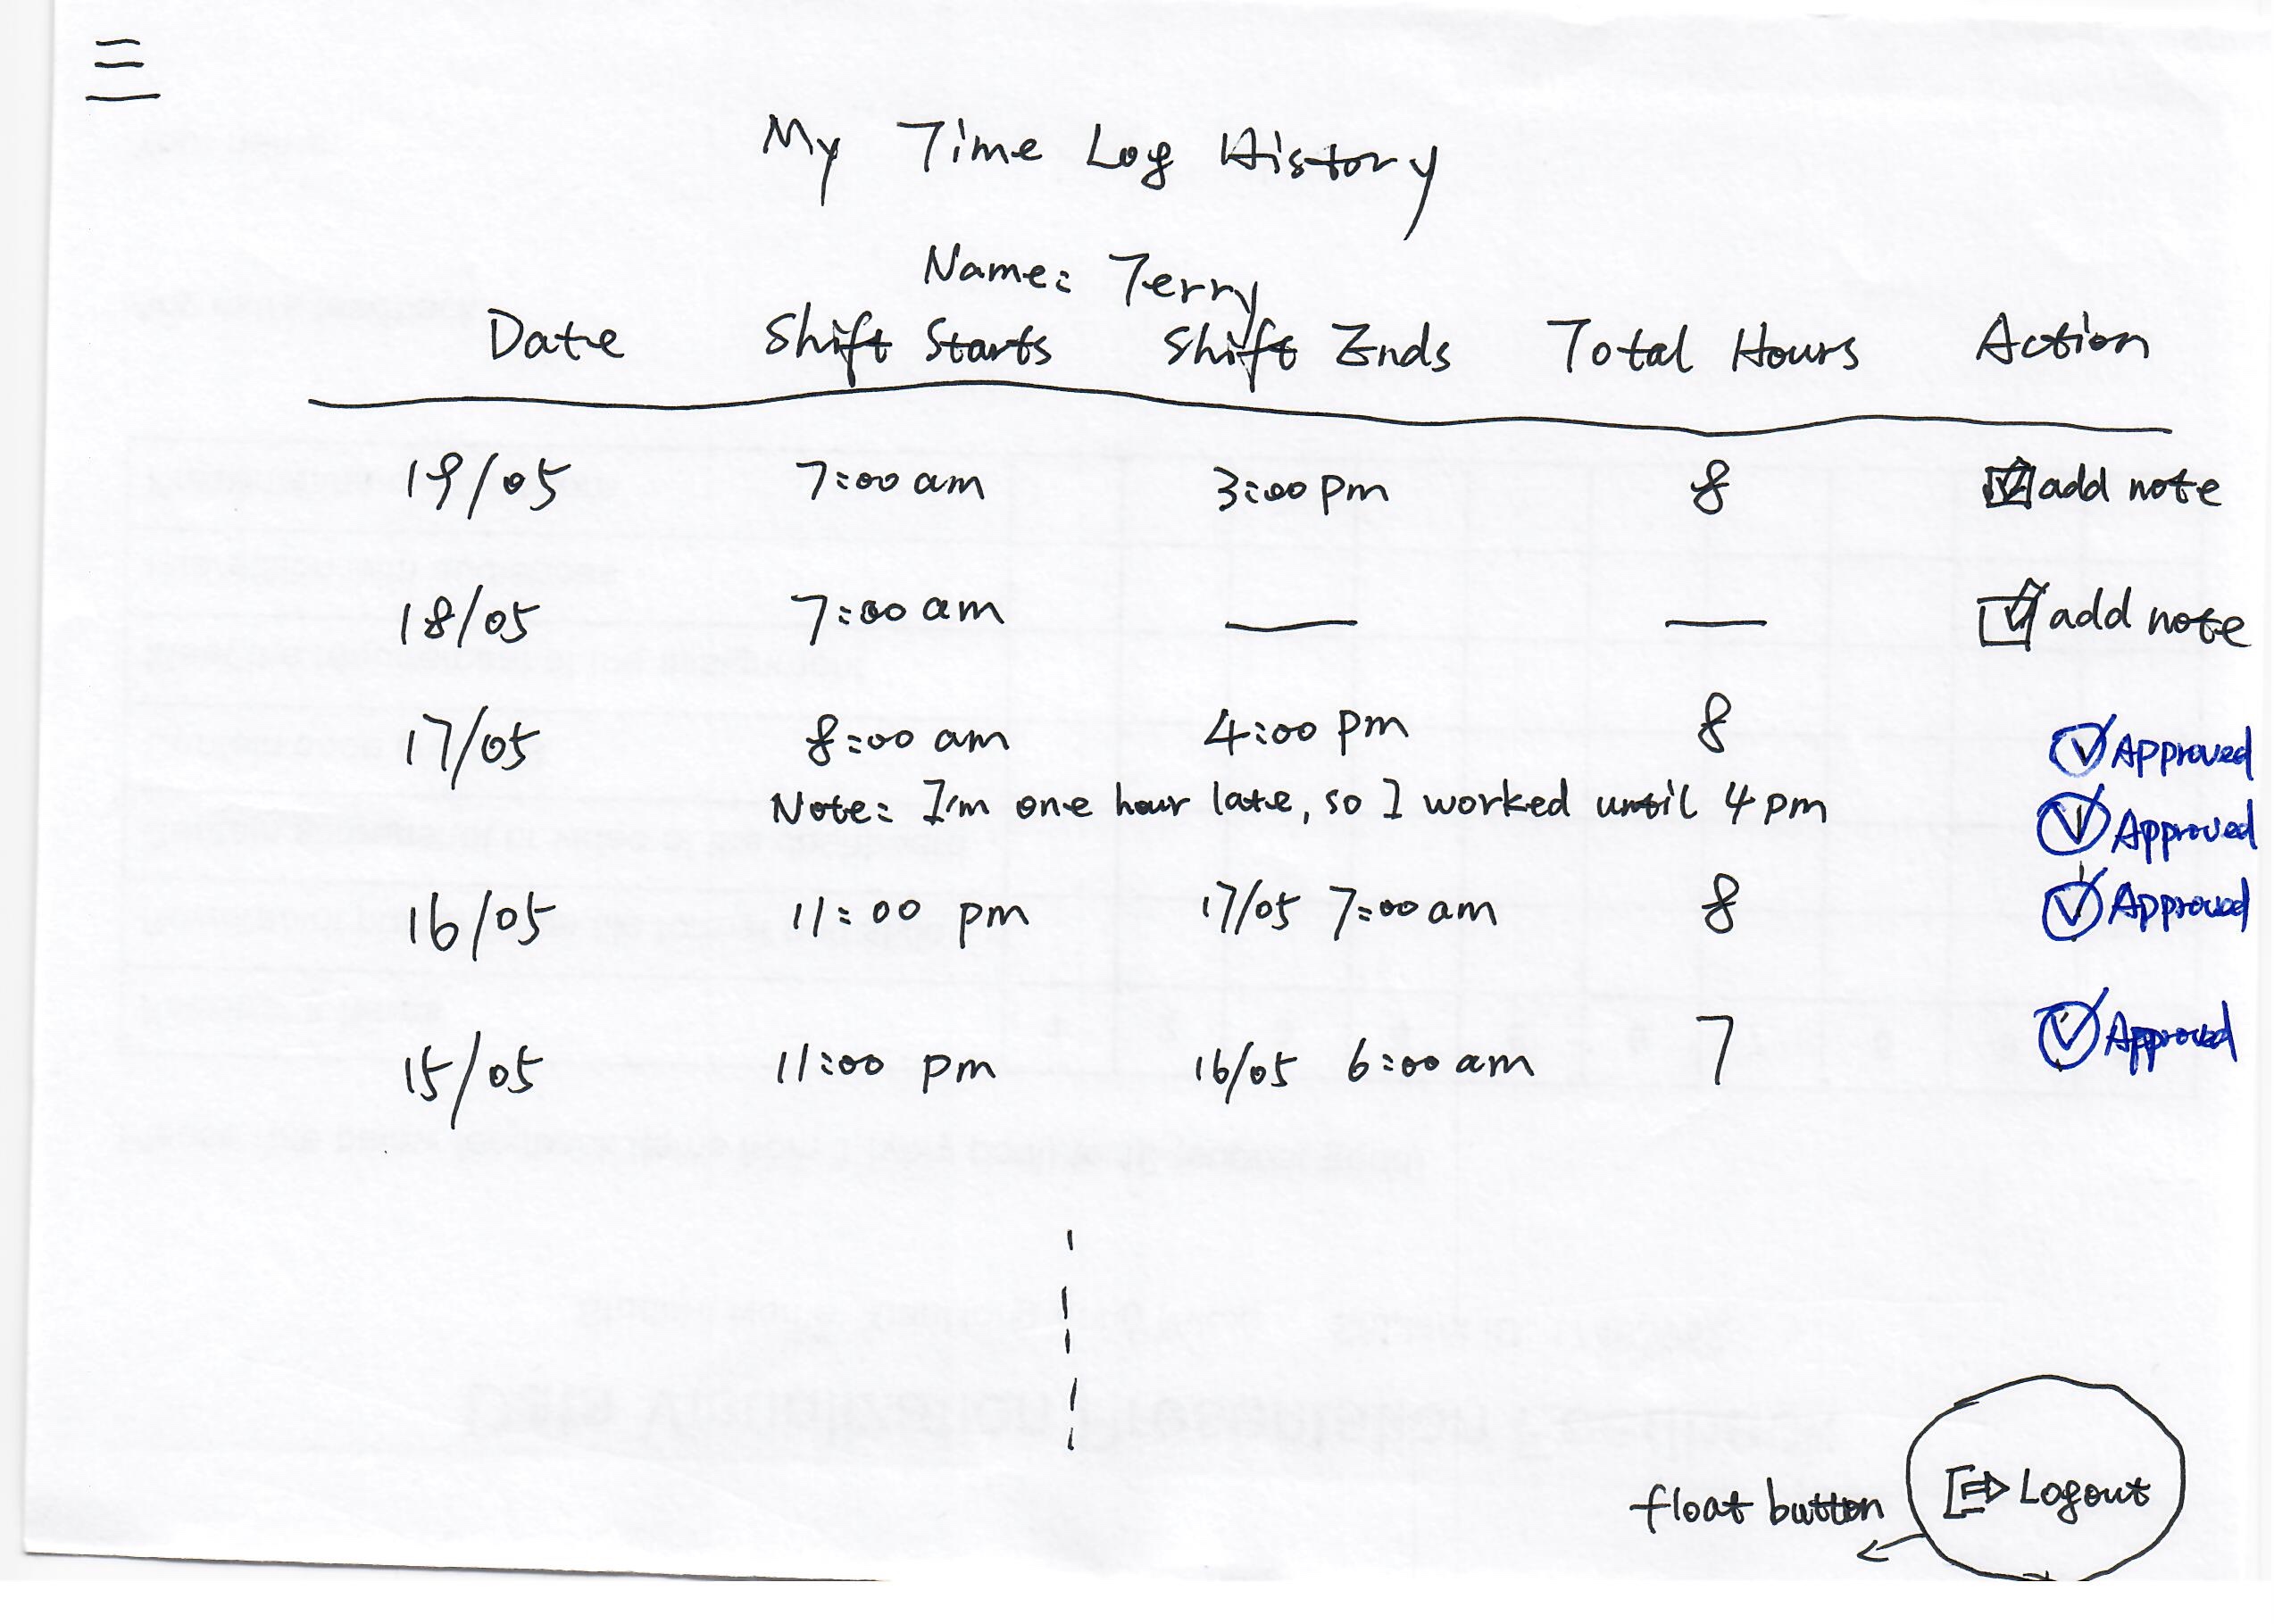 My Time Log History
Name: Terry
Date Shift Starts Shift Ends Total Hours Action
19/05 7:00 am 3:00 pm 8 add note
18/05 7:00 am — — add note
17/05 8:00 am 4:00 pm 8 Approved
Note: I'm one hour late, so I worked until 4 pm Approved
16/05 11:00 pm 17/05 7:00 am 8 Approved
15/05 11:00 pm 16/05 6:00 am 7 Approved
Logout
float button